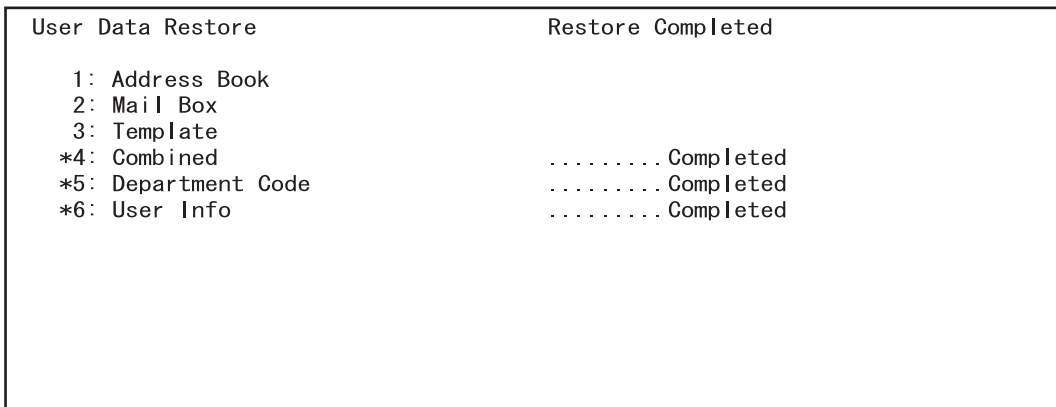 User Data Restore Restore Completed
1: Address Book
2: Mail Box
3: Template
*4: Combined .........Completed
*5: Department Code .........Completed
*6: User Info .........Completed